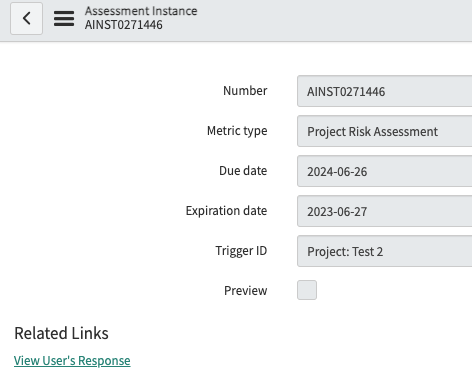 Assessment Instance
AINST0271446
Number AINST0271446
Metric type Project Risk Assessment
Due date 2024-06-26
Expiration date 2023-06-27
Trigger ID Project: Test 2
Preview
Related Links
View User's Response